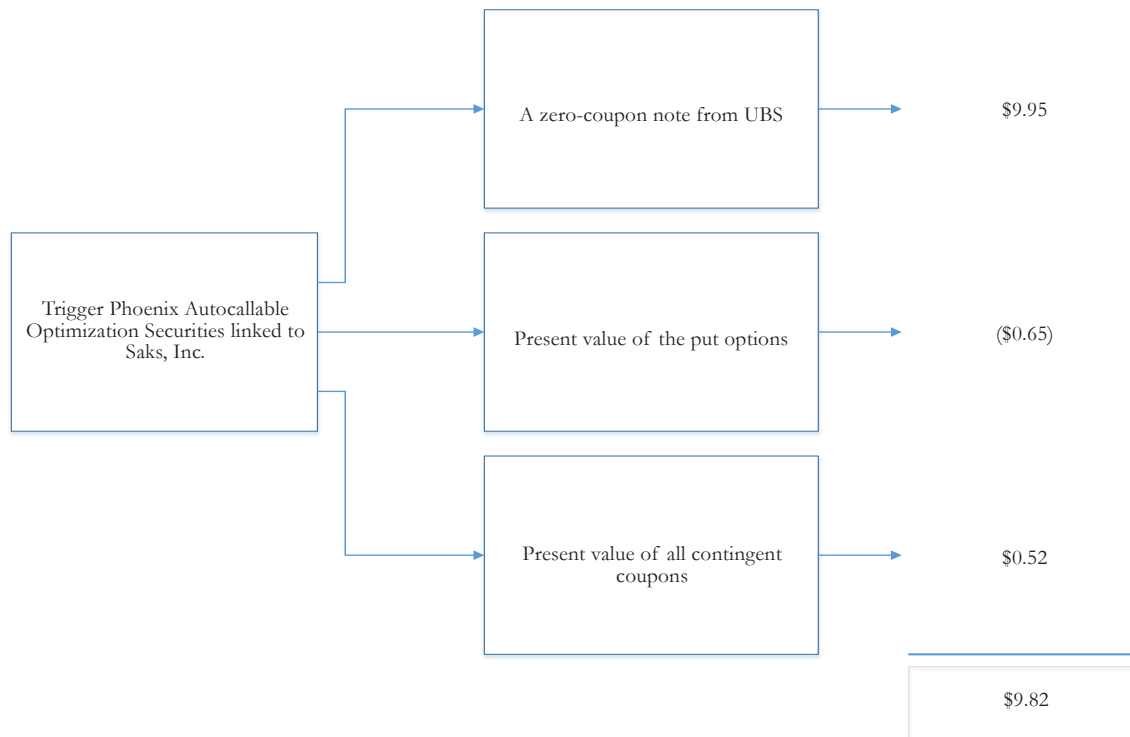 A zero-coupon note from UBS
$9.95
Trigger Phoenix Autocallable
Optimization Securities linked to
Saks, Inc.
Present value of the put options
($0.65)
Present value of all contingent
coupons
$0.52
$9.82